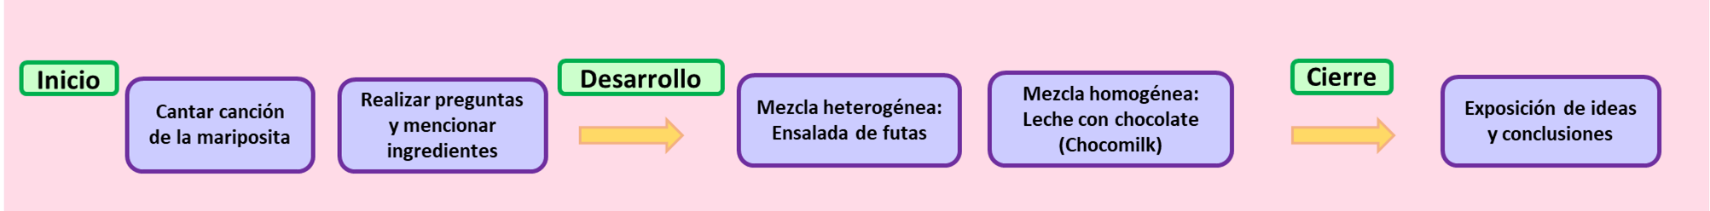 Inicio
Cantar canción
de la mariposita
Realizar preguntas
y mencionar
ingredientes
Desarrollo
Mezcla heterogénea:
Ensalada de futas
Mezcla homogénea:
Leche con chocolate
(Chocomilk)
Cierre
Exposición de ideas
y conclusiones